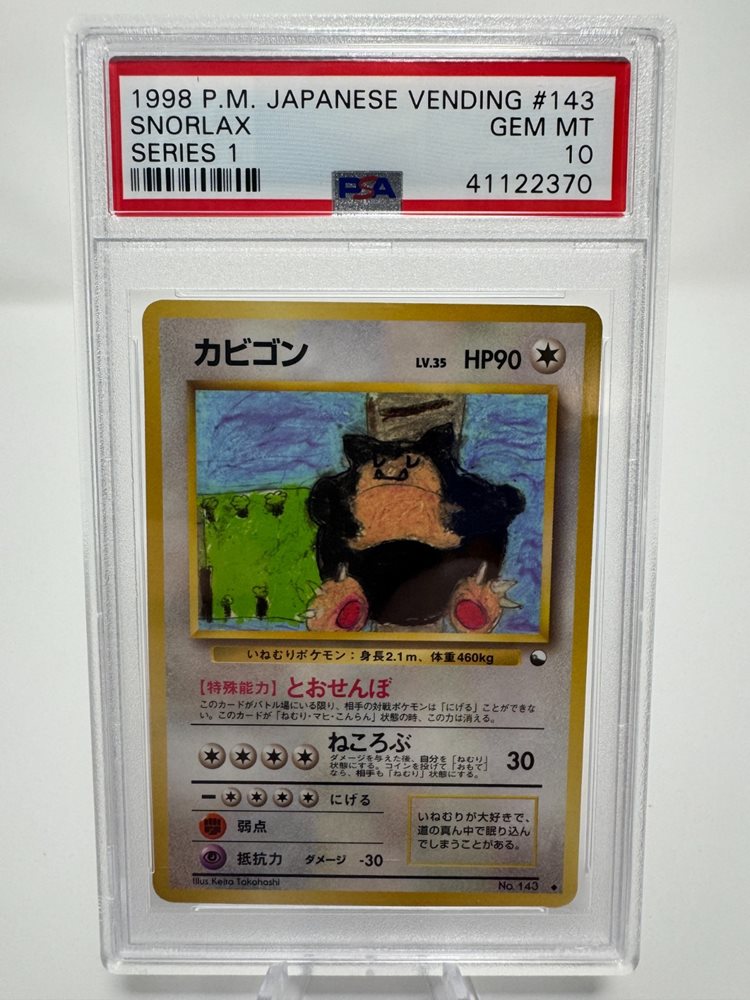 1998 P.M. JAPANESE VENDING #143
SNORLAX GEM MT
SERIES 1 10
PSA 41122370
カビゴン LV.35 HP90
いねむりポケモン：身長2.1m、体重460kg
【特殊能力】とおせんぼ
このカードがバトル場にいる限り、相手の対戦ポケモンは「にげる」ことができな
い。このカードが「ねむり・マヒ・こんらん」状態の時、この力は消える。
ねころぶ
ダメージを与えた後、自分を「ねむり」
状態にする。コインを投げて「おもて」
なら、相手も「ねむり」状態にする。
30
ー にげる
弱点
抵抗力 ダメージ -30
いねむりが大好きで、
道の真ん中で眠り込ん
でしまうことがある。
Illus. Keita Takahashi No. 143